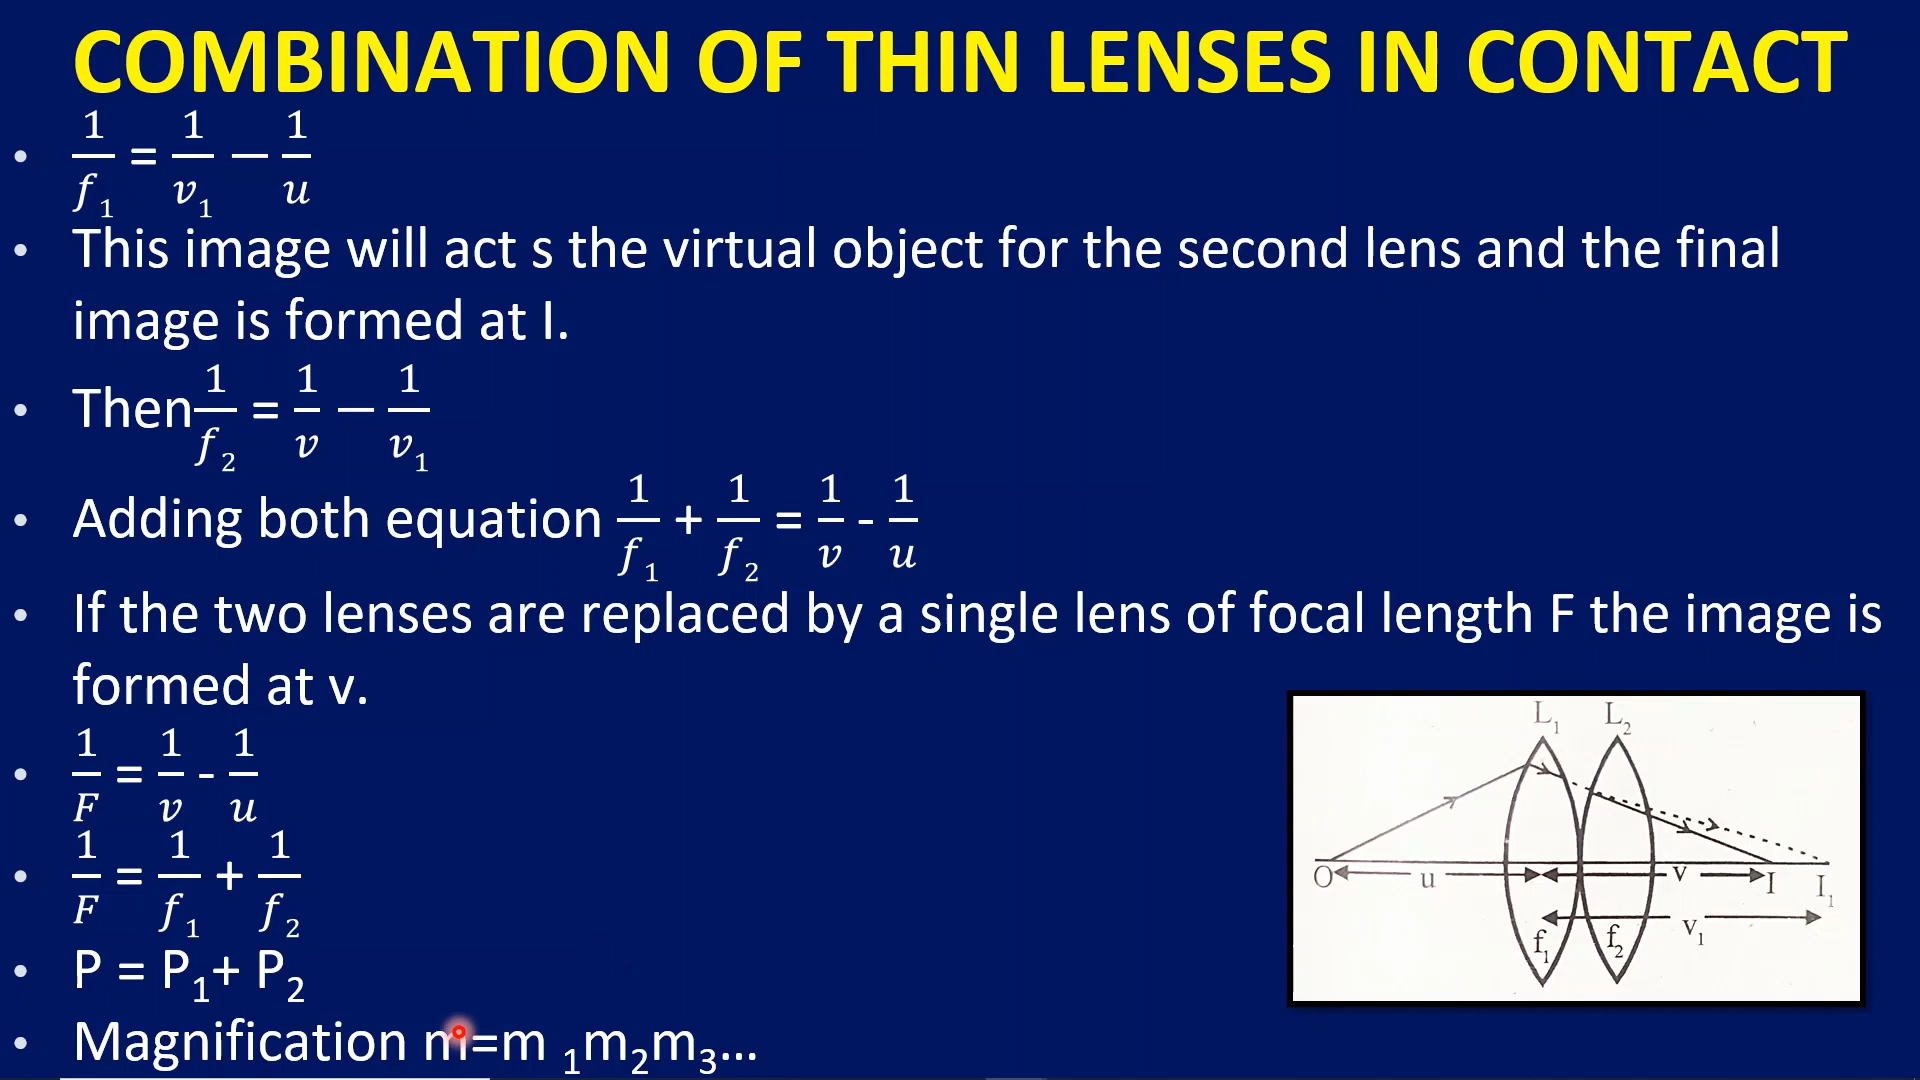 COMBINATION OF THIN LENSES IN CONTACT
• 1/f₁ = 1/v₁ − 1/u
• This image will act s the virtual object for the second lens and the final
image is formed at I.
• Then 1/f₂ = 1/v − 1/v₁
• Adding both equation 1/f₁ + 1/f₂ = 1/v - 1/u
• If the two lenses are replaced by a single lens of focal length F the image is
formed at v.
• 1/F = 1/v - 1/u
• 1/F = 1/f₁ + 1/f₂
• P = P₁+ P₂
• Magnification m=m ₁m₂m₃...
L₁ L₂
O u v I I₁
v₁
f₁ f₂